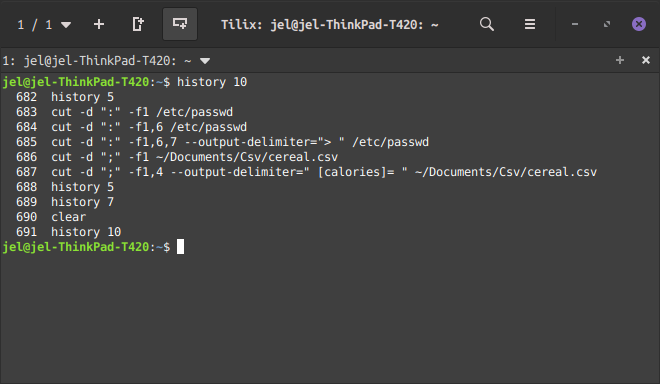 1 / 1
Tilix: jel@jel-ThinkPad-T420: ~
1: jel@jel-ThinkPad-T420: ~
jel@jel-ThinkPad-T420:~$ history 10
682  history 5
683  cut -d ":" -f1 /etc/passwd
684  cut -d ":" -f1,6 /etc/passwd
685  cut -d ":" -f1,6,7 --output-delimiter="> " /etc/passwd
686  cut -d ";" -f1 ~/Documents/Csv/cereal.csv
687  cut -d ";" -f1,4 --output-delimiter=" [calories]= " ~/Documents/Csv/cereal.csv
688  history 5
689  history 7
690  clear
691  history 10
jel@jel-ThinkPad-T420:~$